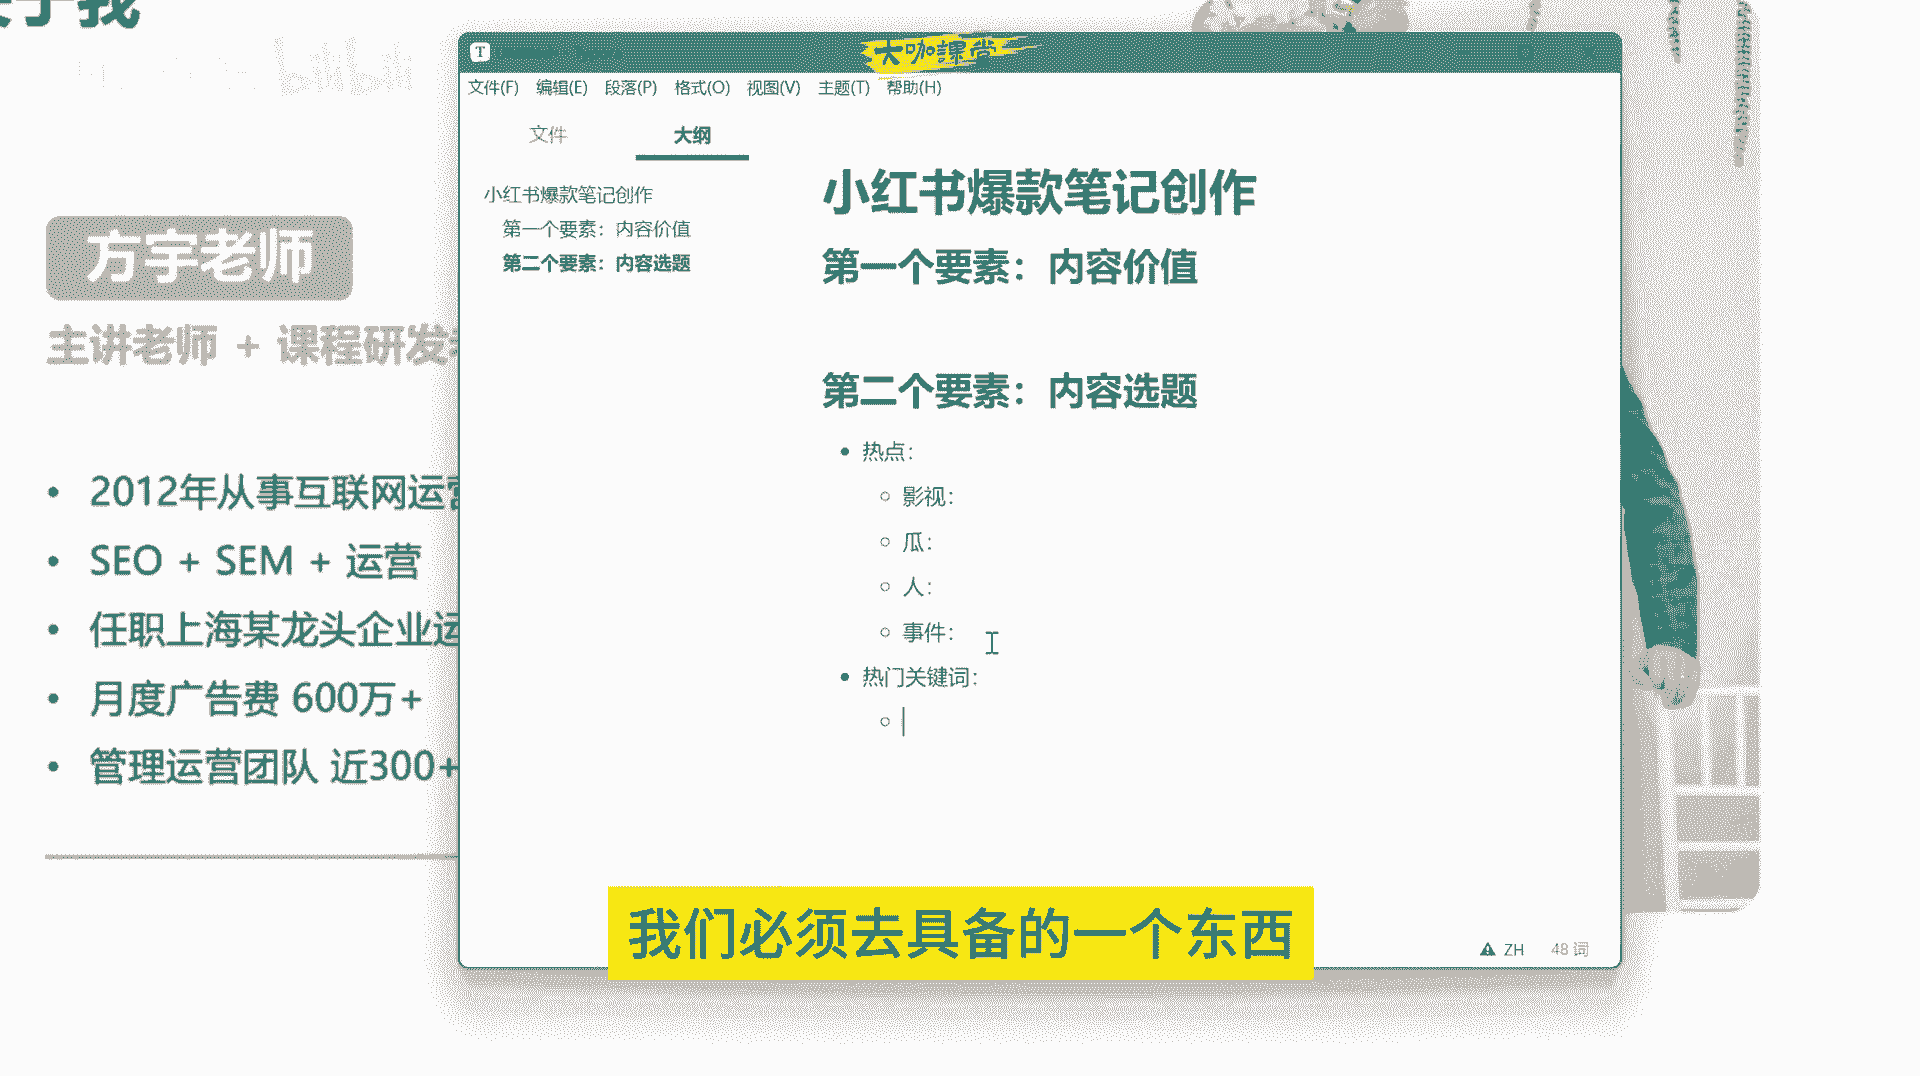 于我
bilibili
方宇老师
主讲老师 + 课程研发
• 2012年从事互联网运营
• SEO + SEM + 运营
• 任职上海某龙头企业运
• 月度广告费 600万+
• 管理运营团队 近300+
T
大咖课堂
文件(F) 编辑(E) 段落(P) 格式(O) 视图(V) 主题(T) 帮助(H)
文件 大纲
小红书爆款笔记创作
第一个要素：内容价值
第二个要素：内容选题
小红书爆款笔记创作
第一个要素：内容价值
第二个要素：内容选题
• 热点：
○ 影视：
○ 瓜：
○ 人：
○ 事件：
• 热门关键词：
○
我们必须去具备的一个东西
ZH 48 词